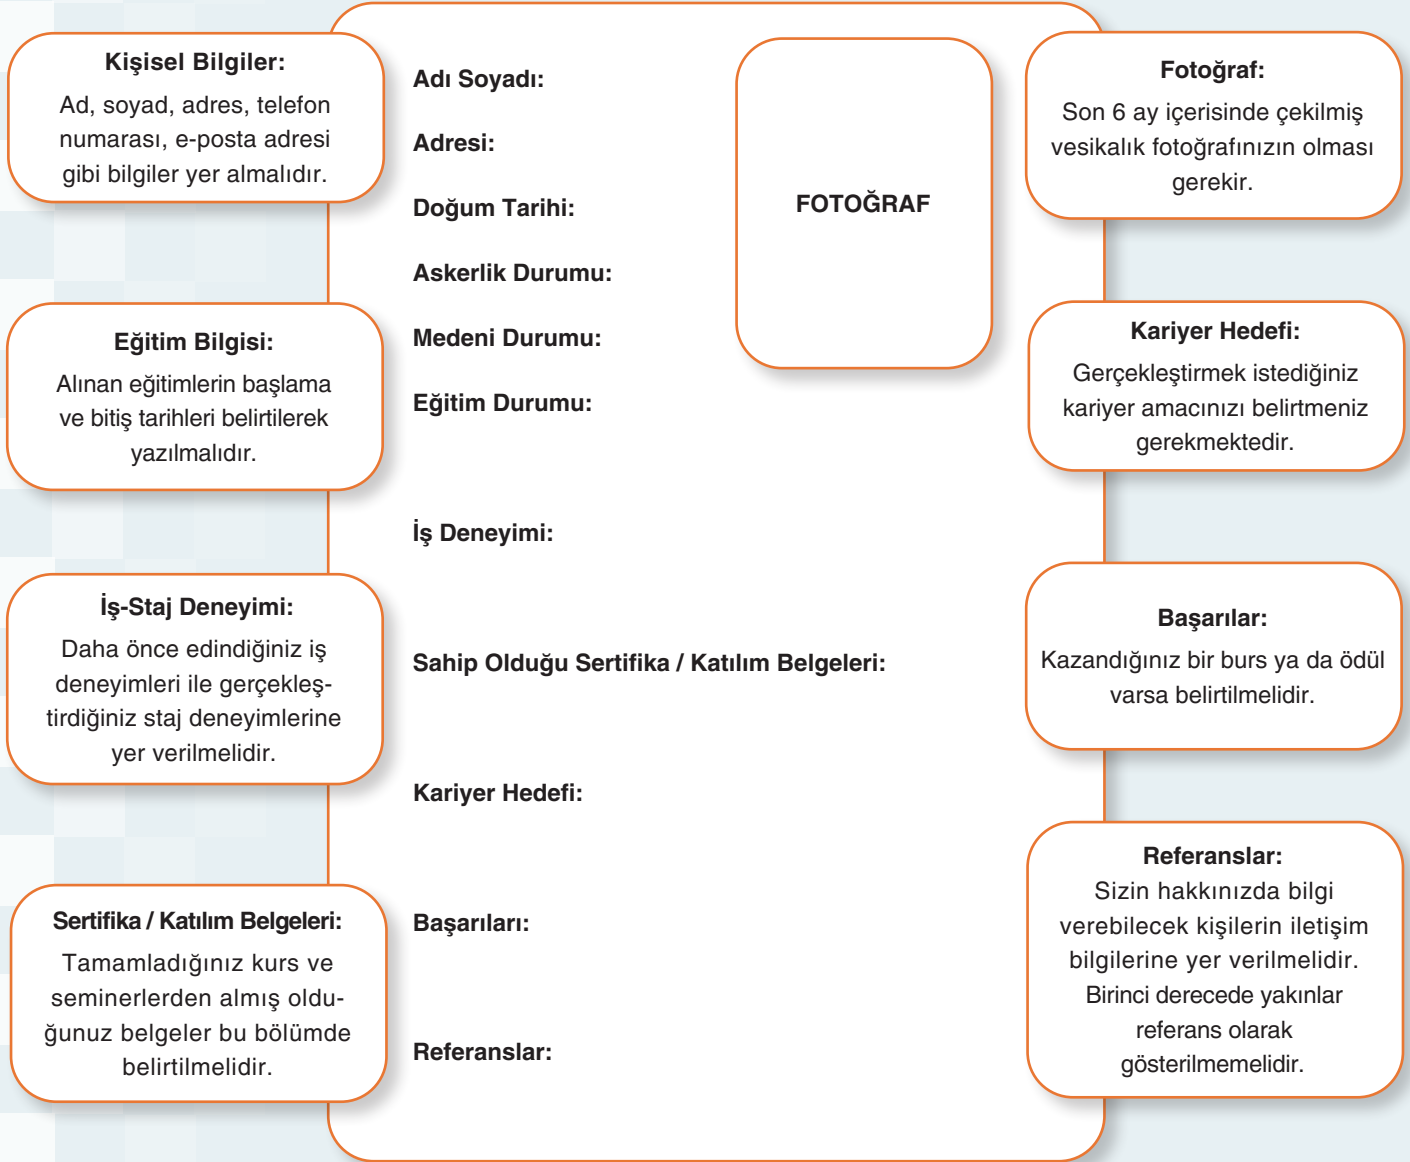 Kişisel Bilgiler:
Ad, soyad, adres, telefon
numarası, e-posta adresi
gibi bilgiler yer almalıdır.
Eğitim Bilgisi:
Alınan eğitimlerin başlama
ve bitiş tarihleri belirtilerek
yazılmalıdır.
İş-Staj Deneyimi:
Daha önce edindiğiniz iş
deneyimleri ile gerçekleş-
tirdiğiniz staj deneyimlerine
yer verilmelidir.
Sertifika / Katılım Belgeleri:
Tamamladığınız kurs ve
seminerlerden almış oldu-
ğunuz belgeler bu bölümde
belirtilmelidir.
Adı Soyadı:
Adresi:
Doğum Tarihi:
Askerlik Durumu:
Medeni Durumu:
Eğitim Durumu:
İş Deneyimi:
Sahip Olduğu Sertifika / Katılım Belgeleri:
Kariyer Hedefi:
Başarıları:
Referanslar:
FOTOĞRAF
Fotoğraf:
Son 6 ay içerisinde çekilmiş
vesikalık fotoğrafınızın olması
gerekir.
Kariyer Hedefi:
Gerçekleştirmek istediğiniz
kariyer amacınızı belirtmeniz
gerekmektedir.
Başarılar:
Kazandığınız bir burs ya da ödül
varsa belirtilmelidir.
Referanslar:
Sizin hakkınızda bilgi
verebilecek kişilerin iletişim
bilgilerine yer verilmelidir.
Birinci derecede yakınlar
referans olarak
gösterilmemelidir.